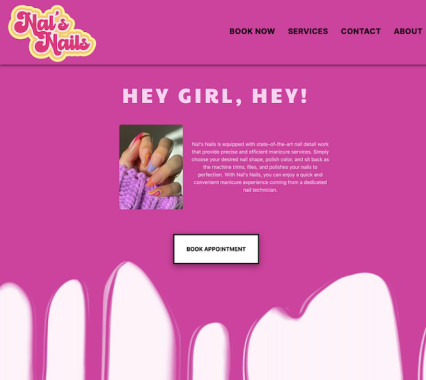 Nal's
Nails
BOOK NOW SERVICES CONTACT ABOUT
HEY GIRL, HEY!
Nal's Nails is equipped with state-of-the-art nail detail work
that provide precise and efficient manicure services. Simply
choose your desired nail shape, polish color, and sit back as
the machine trims, files, and polishes your nails to
perfection. With Nal's Nails, you can enjoy a quick and
convenient manicure experience coming from a dedicated
nail technician.
BOOK APPOINTMENT